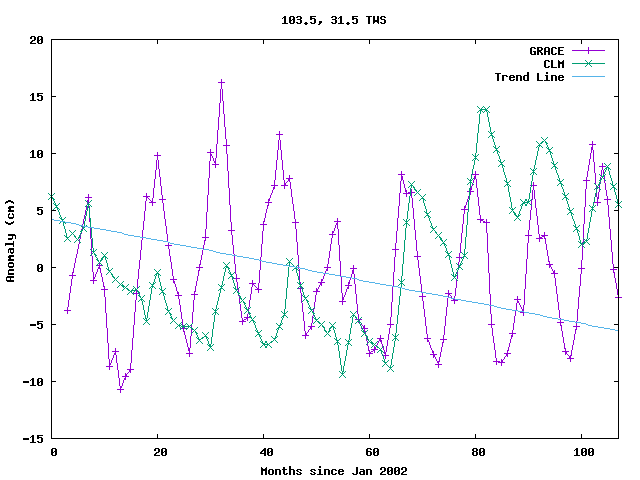 103.5, 31.5 TWS
GRACE
CLM
Trend Line
20
15
10
5
0
-5
-10
-15
Anomaly (cm)
0 20 40 60 80 100
Months since Jan 2002